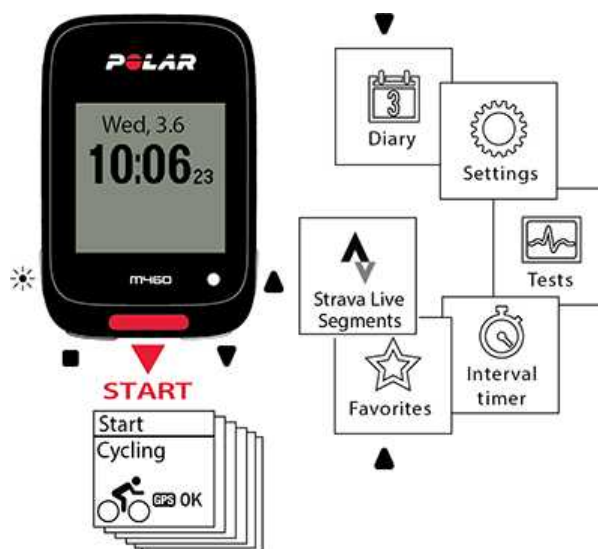 POLAR
Wed, 3.6
10:06 23
M460
START
Start
Cycling
GPS OK
3
Diary
Settings
Tests
Strava Live
Segments
Interval
timer
Favorites